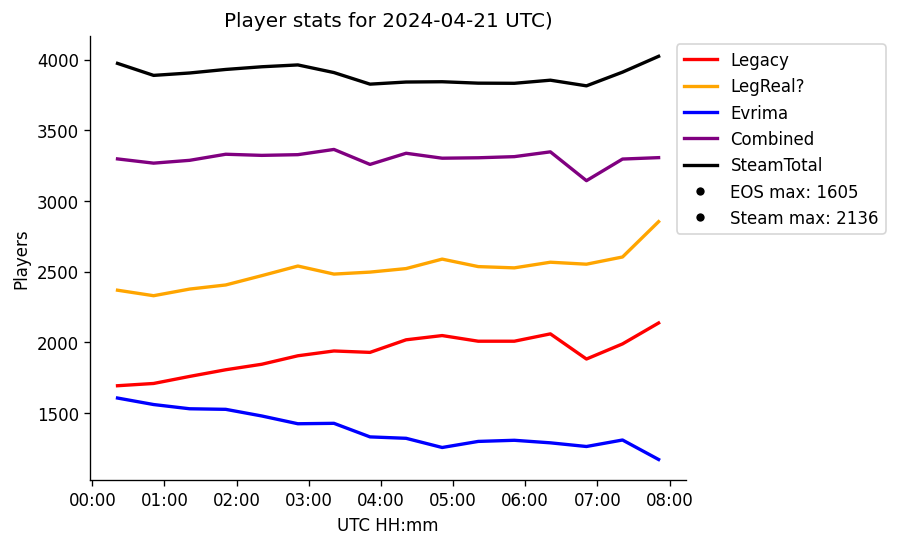 Player stats for 2024-04-21 UTC)
4000
3500
3000
2500
2000
1500
Players
00:00 01:00 02:00 03:00 04:00 05:00 06:00 07:00 08:00
UTC HH:mm
Legacy
LegReal?
Evrima
Combined
SteamTotal
EOS max: 1605
Steam max: 2136